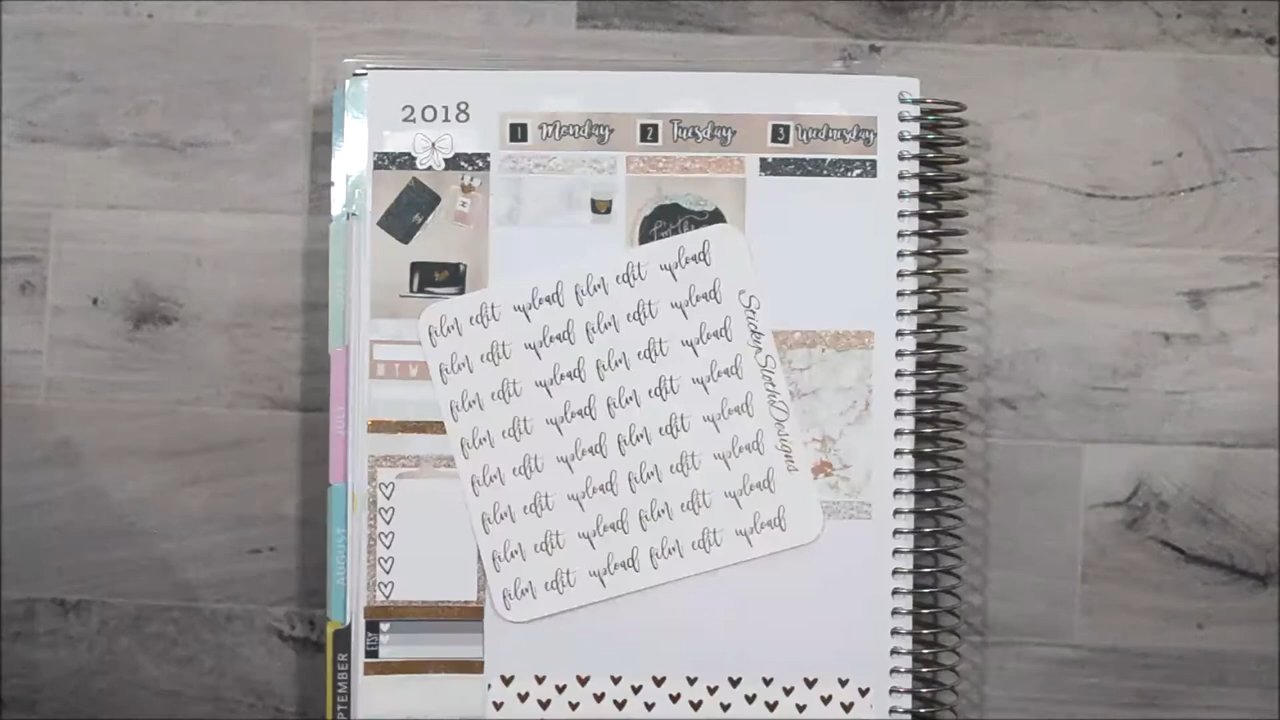 2018
1 Monday 2 Tuesday 3 Wednesday
I'm the
film edit upload film edit upload
film edit upload film edit upload
film edit upload film edit upload
film edit upload film edit upload
film edit upload film edit upload
film edit upload film edit upload
film edit upload film edit upload
film edit upload film edit upload
StickySlothDesigns
M T W
ETSY
JULY
AUGUST
PTEMBER